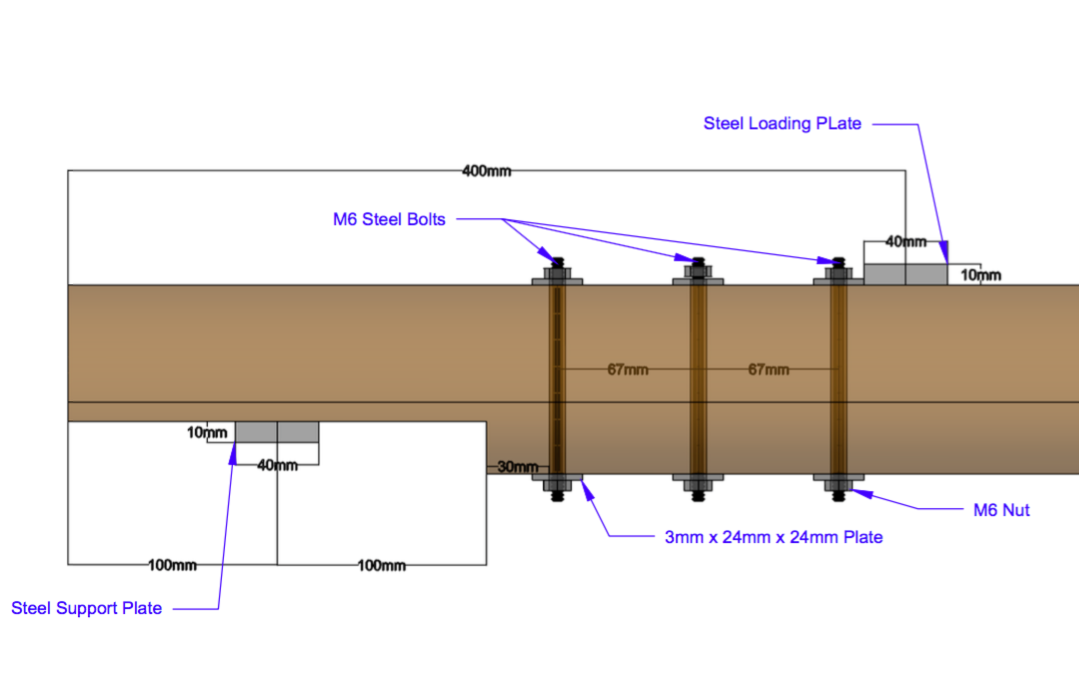 Steel Loading PLate
400mm
M6 Steel Bolts
40mm
10mm
67mm
67mm
10mm
40mm
30mm
M6 Nut
3mm x 24mm x 24mm Plate
100mm
100mm
Steel Support Plate